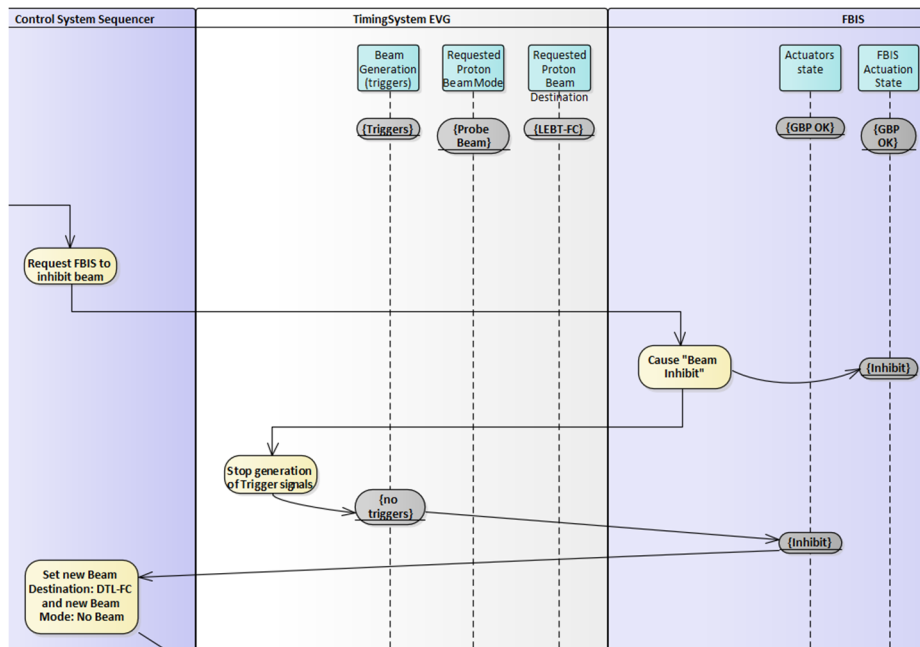 Control System Sequencer
TimingSystem EVG
FBIS
Beam
Generation
(triggers)
Requested
Proton
Beam Mode
Requested
Proton
Beam
Destination
Actuators
state
FBIS
Actuation
State
{Triggers}
{Probe
Beam}
{LEBT-FC}
{GBP OK}
{GBP
OK}
Request FBIS to
inhibit beam
Cause "Beam
Inhibit"
{Inhibit}
Stop generation
of Trigger signals
{no
triggers}
{Inhibit}
Set new Beam
Destination: DTL-FC
and new Beam
Mode: No Beam